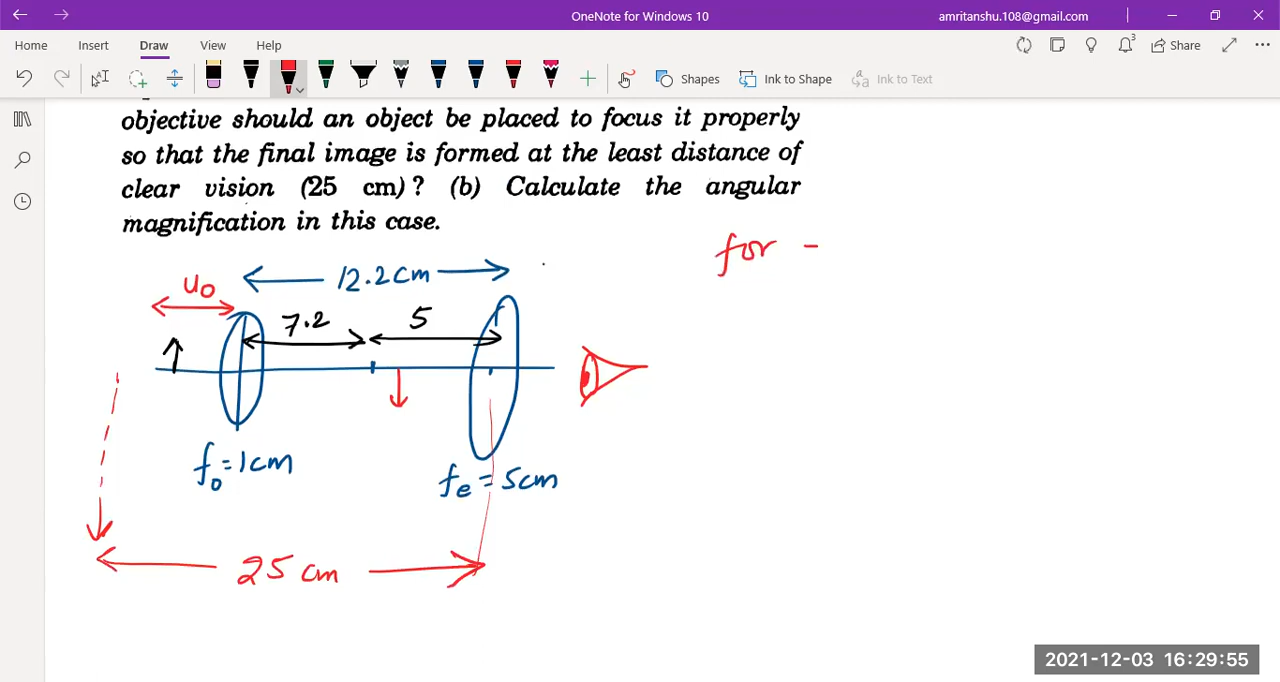 OneNote for Windows 10
amritanshu.108@gmail.com
Home Insert Draw View Help
3
Share
Shapes
Ink to Shape
Ink to Text
objective should an object be placed to focus it properly
so that the final image is formed at the least distance of
clear vision (25 cm)? (b) Calculate the angular
magnification in this case.
for -
12.2cm
u₀
7.2
5
f₀=1cm
fₑ=5cm
25 cm
2021-12-03 16:29:55